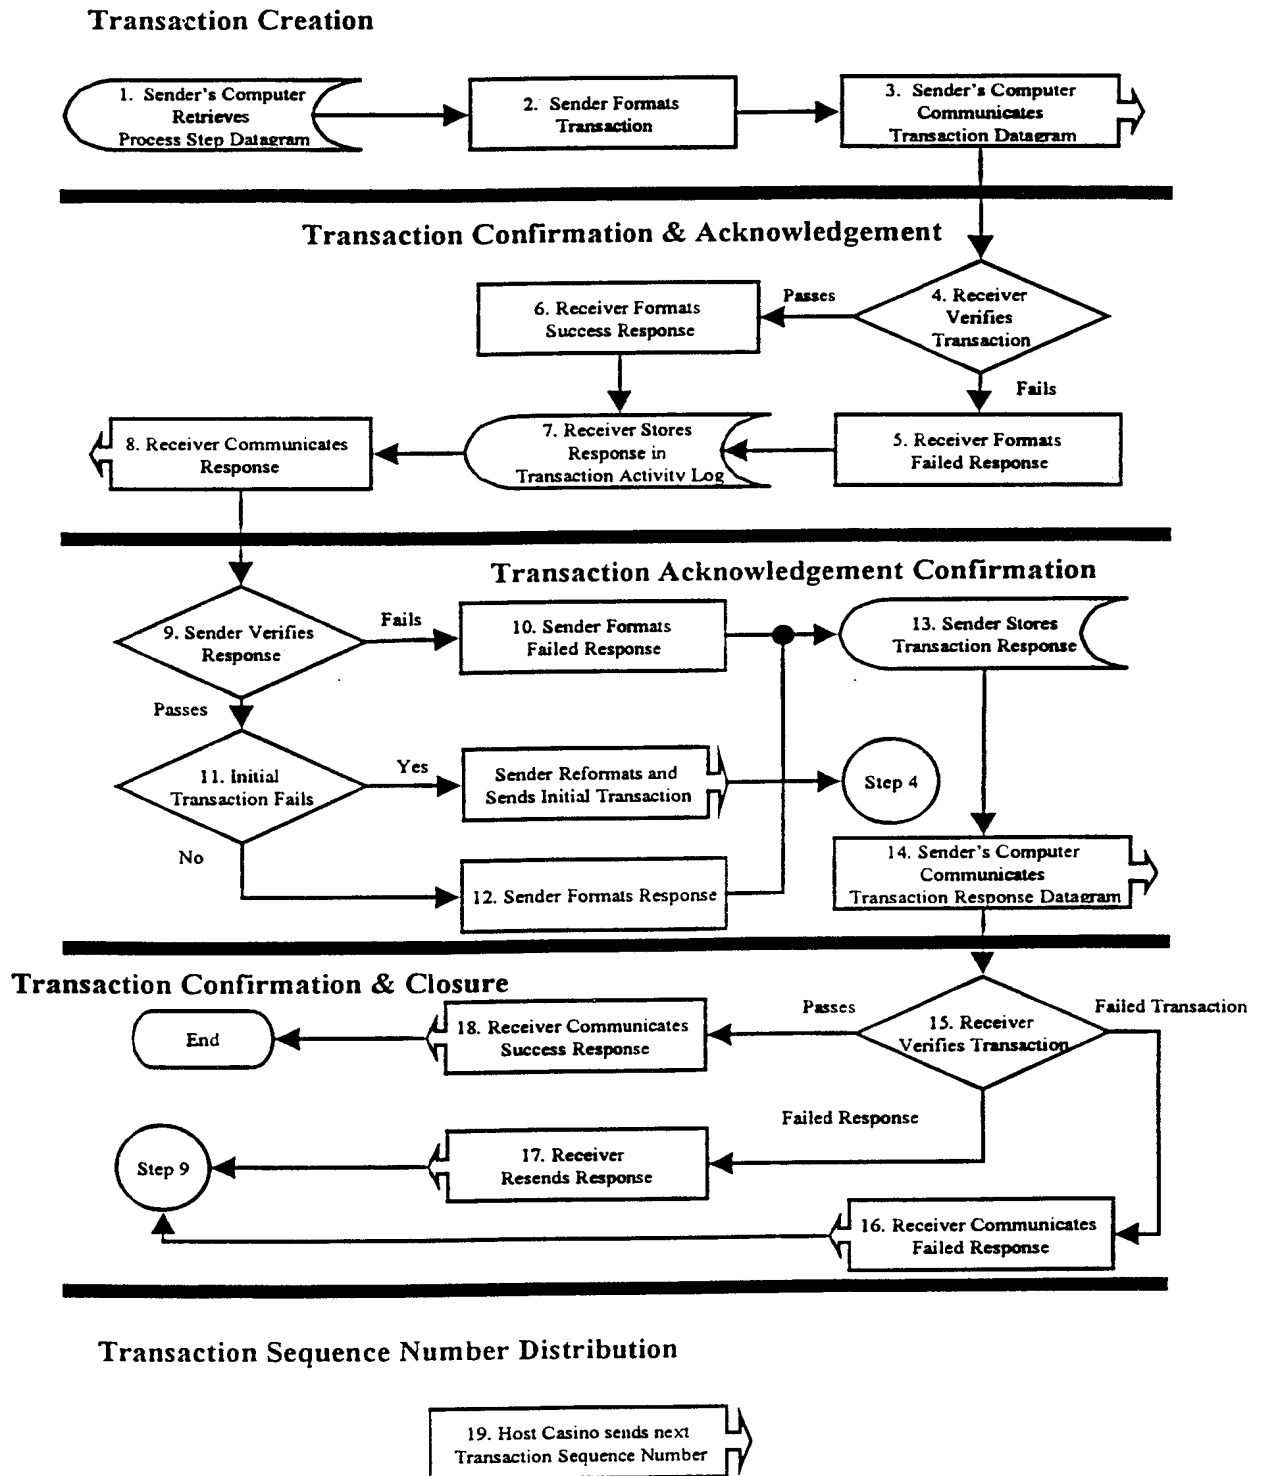 Transaction Creation
1. Sender's Computer
Retrieves
Process Step Datagram
2. Sender Formats
Transaction
3. Sender's Computer
Communicates
Transaction Datagram
Transaction Confirmation & Acknowledgement
4. Receiver
Verifies
Transaction
Passes
6. Receiver Formats
Success Response
Fails
5. Receiver Formats
Failed Response
7. Receiver Stores
Response in
Transaction Activity Log
8. Receiver Communicates
Response
Transaction Acknowledgement Confirmation
9. Sender Verifies
Response
Fails
10. Sender Formats
Failed Response
13. Sender Stores
Transaction Response
Passes
11. Initial
Transaction Fails
Yes
Sender Reformats and
Sends Initial Transaction
Step 4
No
12. Sender Formats Response
14. Sender's Computer
Communicates
Transaction Response Datagram
Transaction Confirmation & Closure
End
18. Receiver Communicates
Success Response
Passes
15. Receiver
Verifies Transaction
Failed Transaction
Failed Response
Step 9
17. Receiver
Resends Response
16. Receiver Communicates
Failed Response
Transaction Sequence Number Distribution
19. Host Casino sends next
Transaction Sequence Number